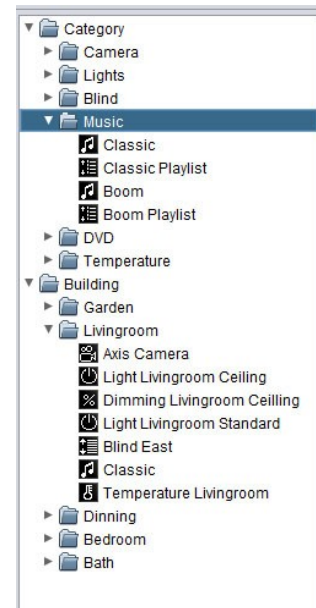 Category
Camera
Lights
Blind
Music
Classic
Classic Playlist
Boom
Boom Playlist
DVD
Temperature
Building
Garden
Livingroom
Axis Camera
Light Livingroom Ceiling
Dimming Livingroom Ceilling
Light Livingroom Standard
Blind East
Classic
Temperature Livingroom
Dinning
Bedroom
Bath